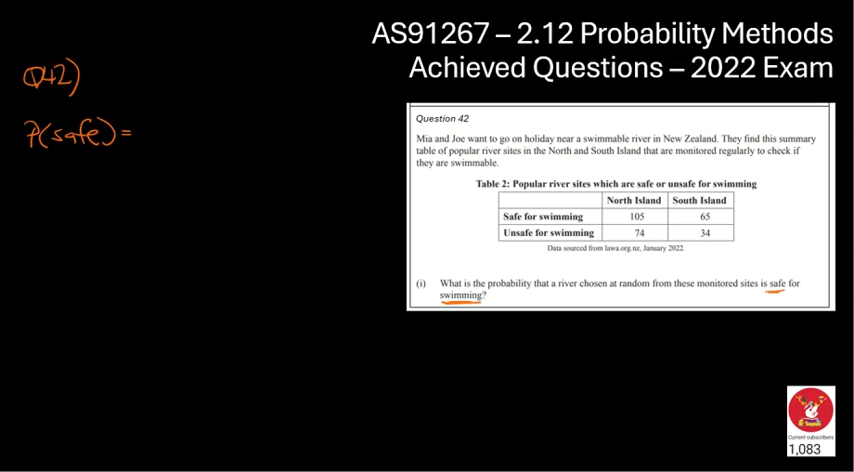 AS91267 – 2.12 Probability Methods
Achieved Questions – 2022 Exam
Q42)
P(safe) =
Question 42
Mia and Joe want to go on holiday near a swimmable river in New Zealand. They find this summary
table of popular river sites in the North and South Island that are monitored regularly to check if
they are swimmable.
Table 2: Popular river sites which are safe or unsafe for swimming
North Island South Island
Safe for swimming 105 65
Unsafe for swimming 74 34
Data sourced from lawa.org.nz, January 2022.
(i) What is the probability that a river chosen at random from these monitored sites is safe for
swimming?
Current subscribers
1,083